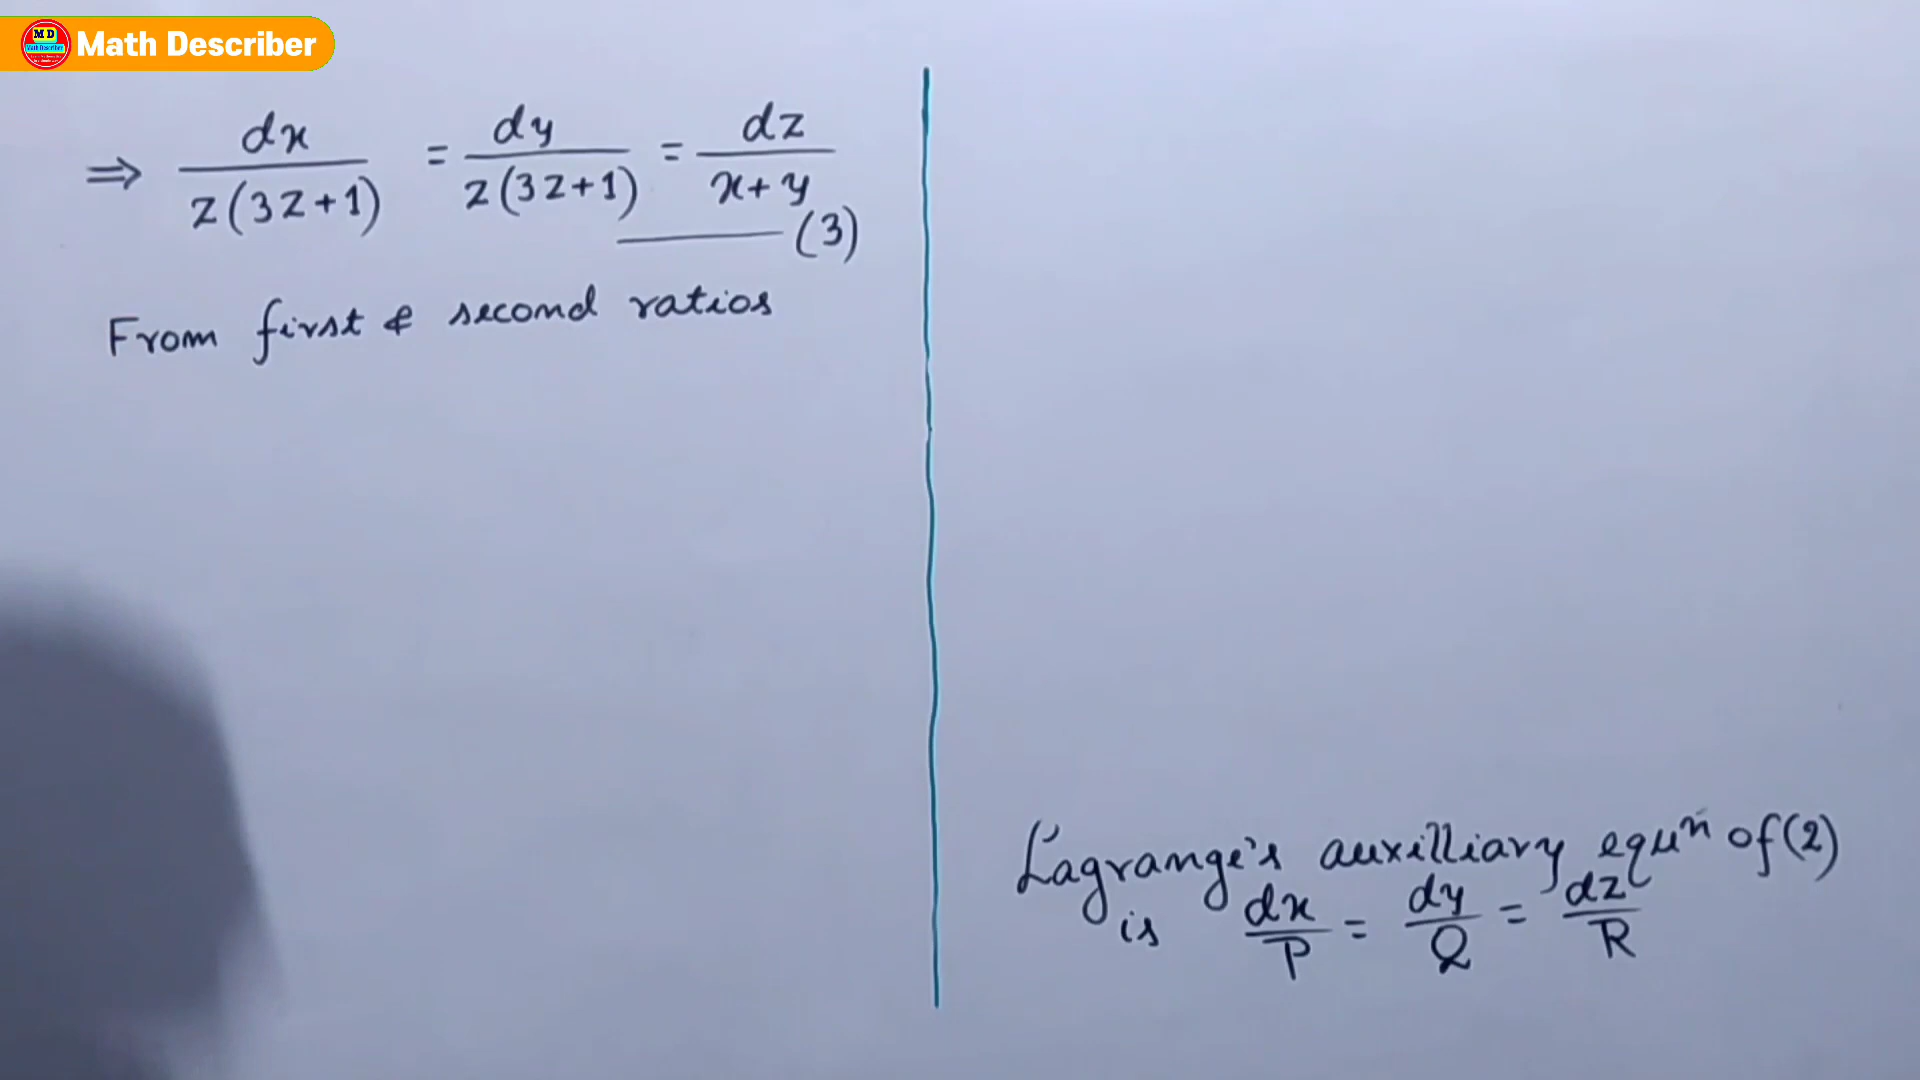 MD
Math Describer
⇒ dx/z(3z+1) = dy/z(3z+1) = dz/x+y
——— (3)
From first & second ratios
Lagrange's auxilliary equⁿ of (2)
is dx/P = dy/Q = dz/R